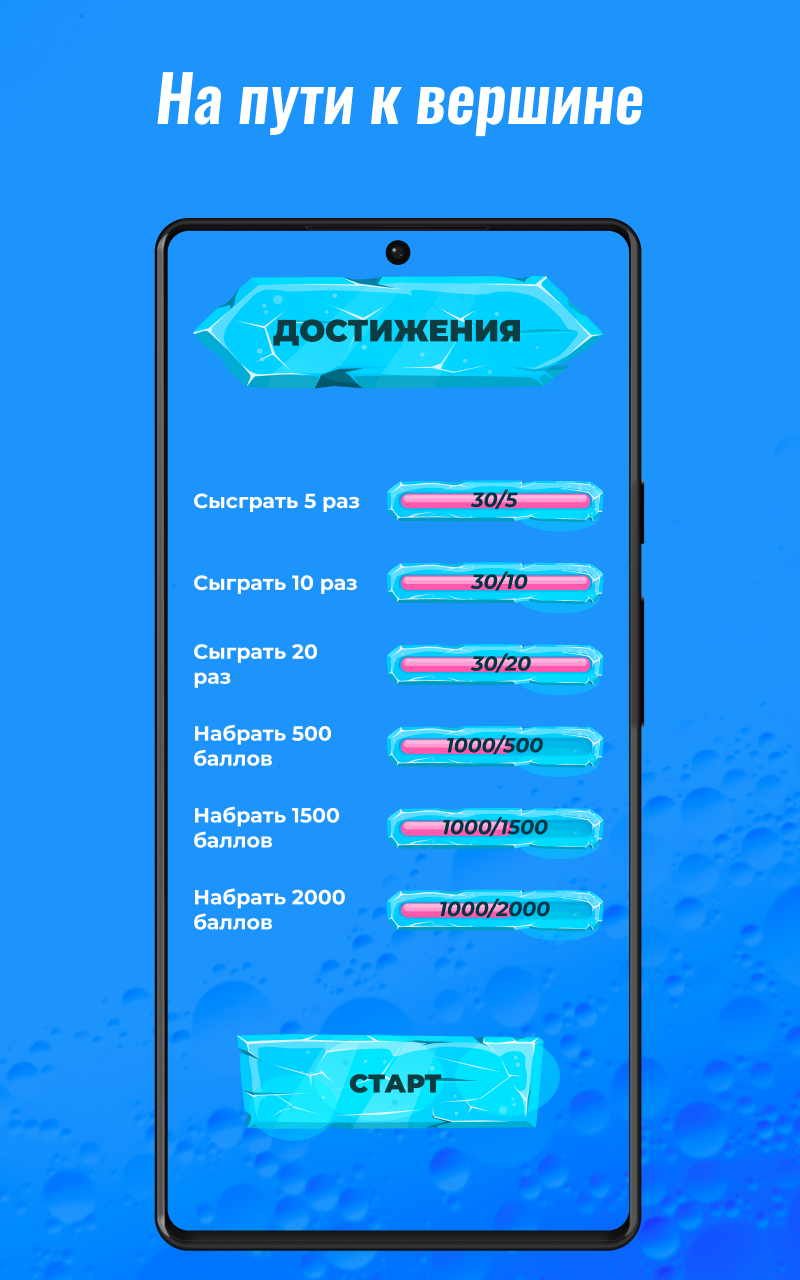 На пути к вершине
ДОСТИЖЕНИЯ
Сысграть 5 раз
30/5
Сыграть 10 раз
30/10
Сыграть 20
раз
30/20
Набрать 500
баллов
1000/500
Набрать 1500
баллов
1000/1500
Набрать 2000
баллов
1000/2000
СТАРТ